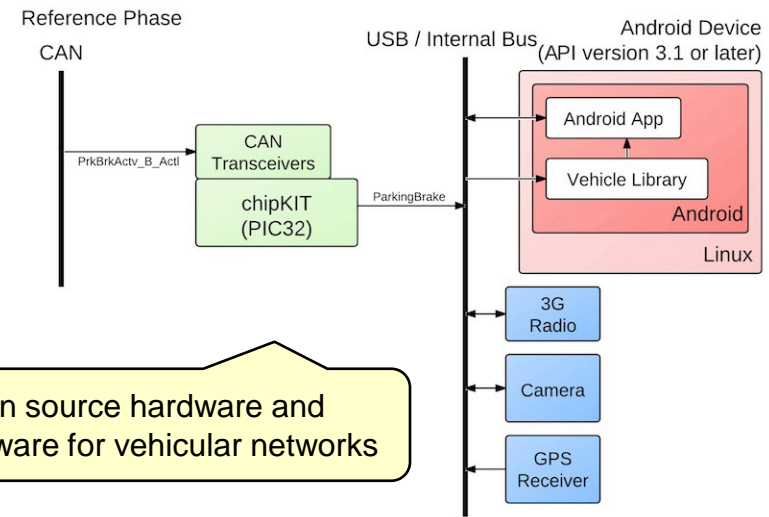 Reference Phase
CAN
USB / Internal Bus
Android Device
(API version 3.1 or later)
PrkBrkActv_B_Actl
CAN
Transceivers
chipKIT
(PIC32)
ParkingBrake
Android App
Vehicle Library
Android
Linux
3G
Radio
Camera
GPS
Receiver
n source hardware and
ware for vehicular networks